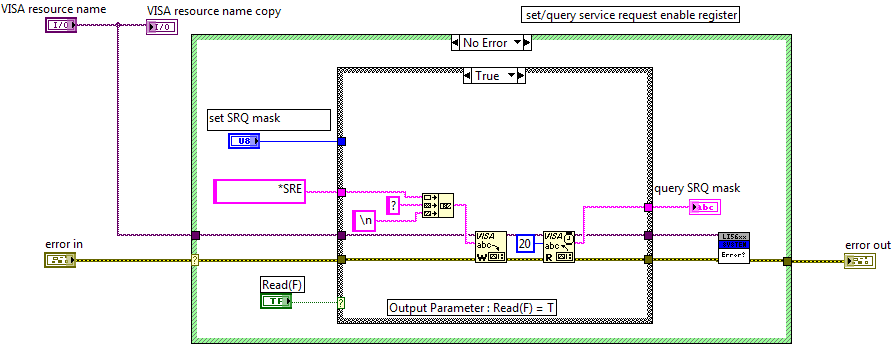 VISA resource name
I/O
VISA resource name copy
I/O
set/query service request enable register
No Error
True
set SRQ mask
U8
*SRE
?
\n
query SRQ mask
abc
VISA
abc
W
20
VISA
abc
R
LIS6xx
Error?
error in
error out
?
Read(F)
TF
?
Output Parameter : Read(F) = T